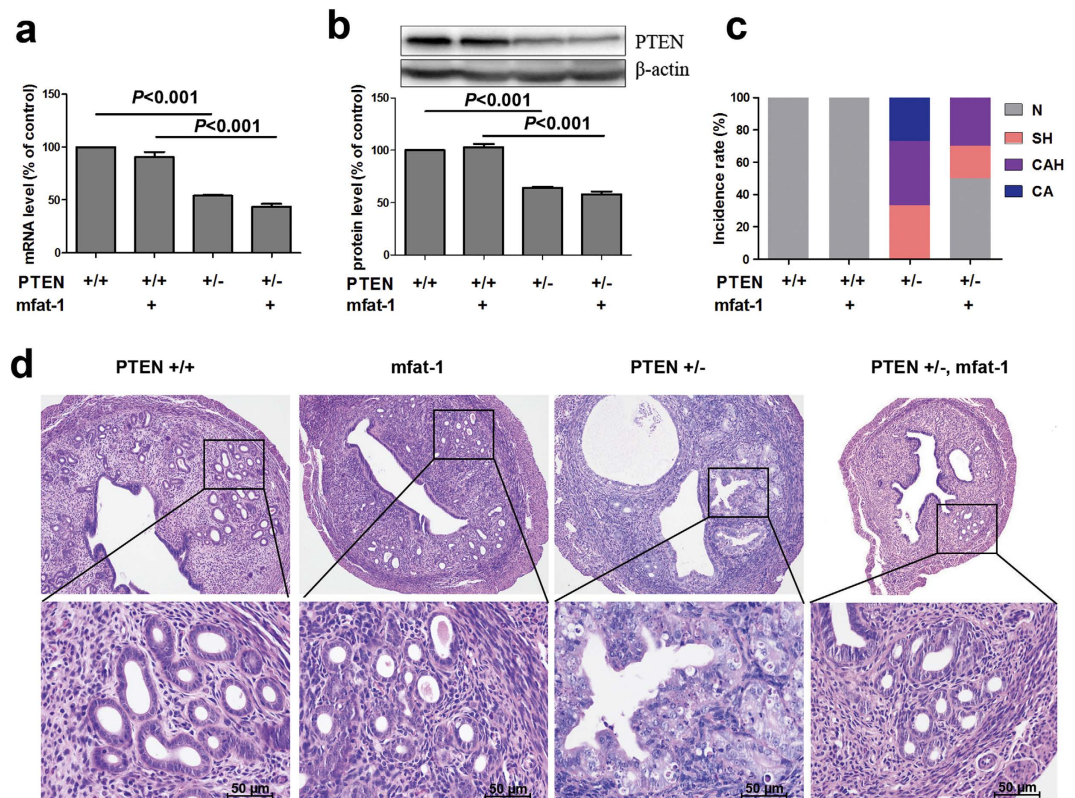 a
mRNA level (% of control)
150
100
50
0
P<0.001
P<0.001
PTEN +/+ +/+ +/- +/-
mfat-1 + +
b
PTEN
β-actin
protein level (% of control)
150
100
50
0
P<0.001
P<0.001
PTEN +/+ +/+ +/- +/-
mfat-1 + +
c
Incidence rate (%)
100
80
60
40
20
0
N
SH
CAH
CA
PTEN +/+ +/+ +/- +/-
mfat-1 + +
d
PTEN +/+ mfat-1 PTEN +/- PTEN +/-, mfat-1
50 µm 50 µm 50 µm 50 µm